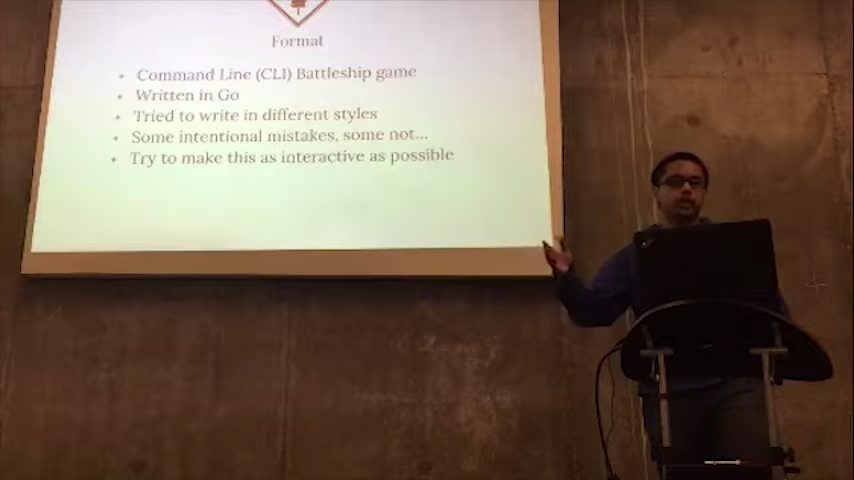 Format
• Command Line (CLI) Battleship game
• Written in Go
• Tried to write in different styles
• Some intentional mistakes, some not...
• Try to make this as interactive as possible